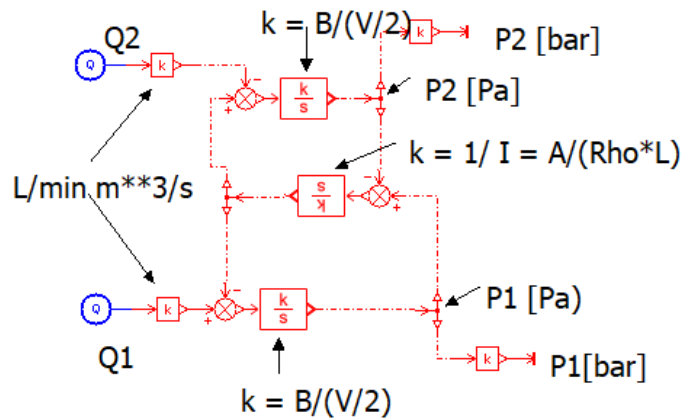 k = B/(V/2)
Q2
Q
k
k
P2 [bar]
k
s
P2 [Pa]
k = 1/ I = A/(Rho*L)
k
s
L/min m**3/s
Q
k
k
s
P1 [Pa)
Q1
k
P1[bar]
k = B/(V/2)